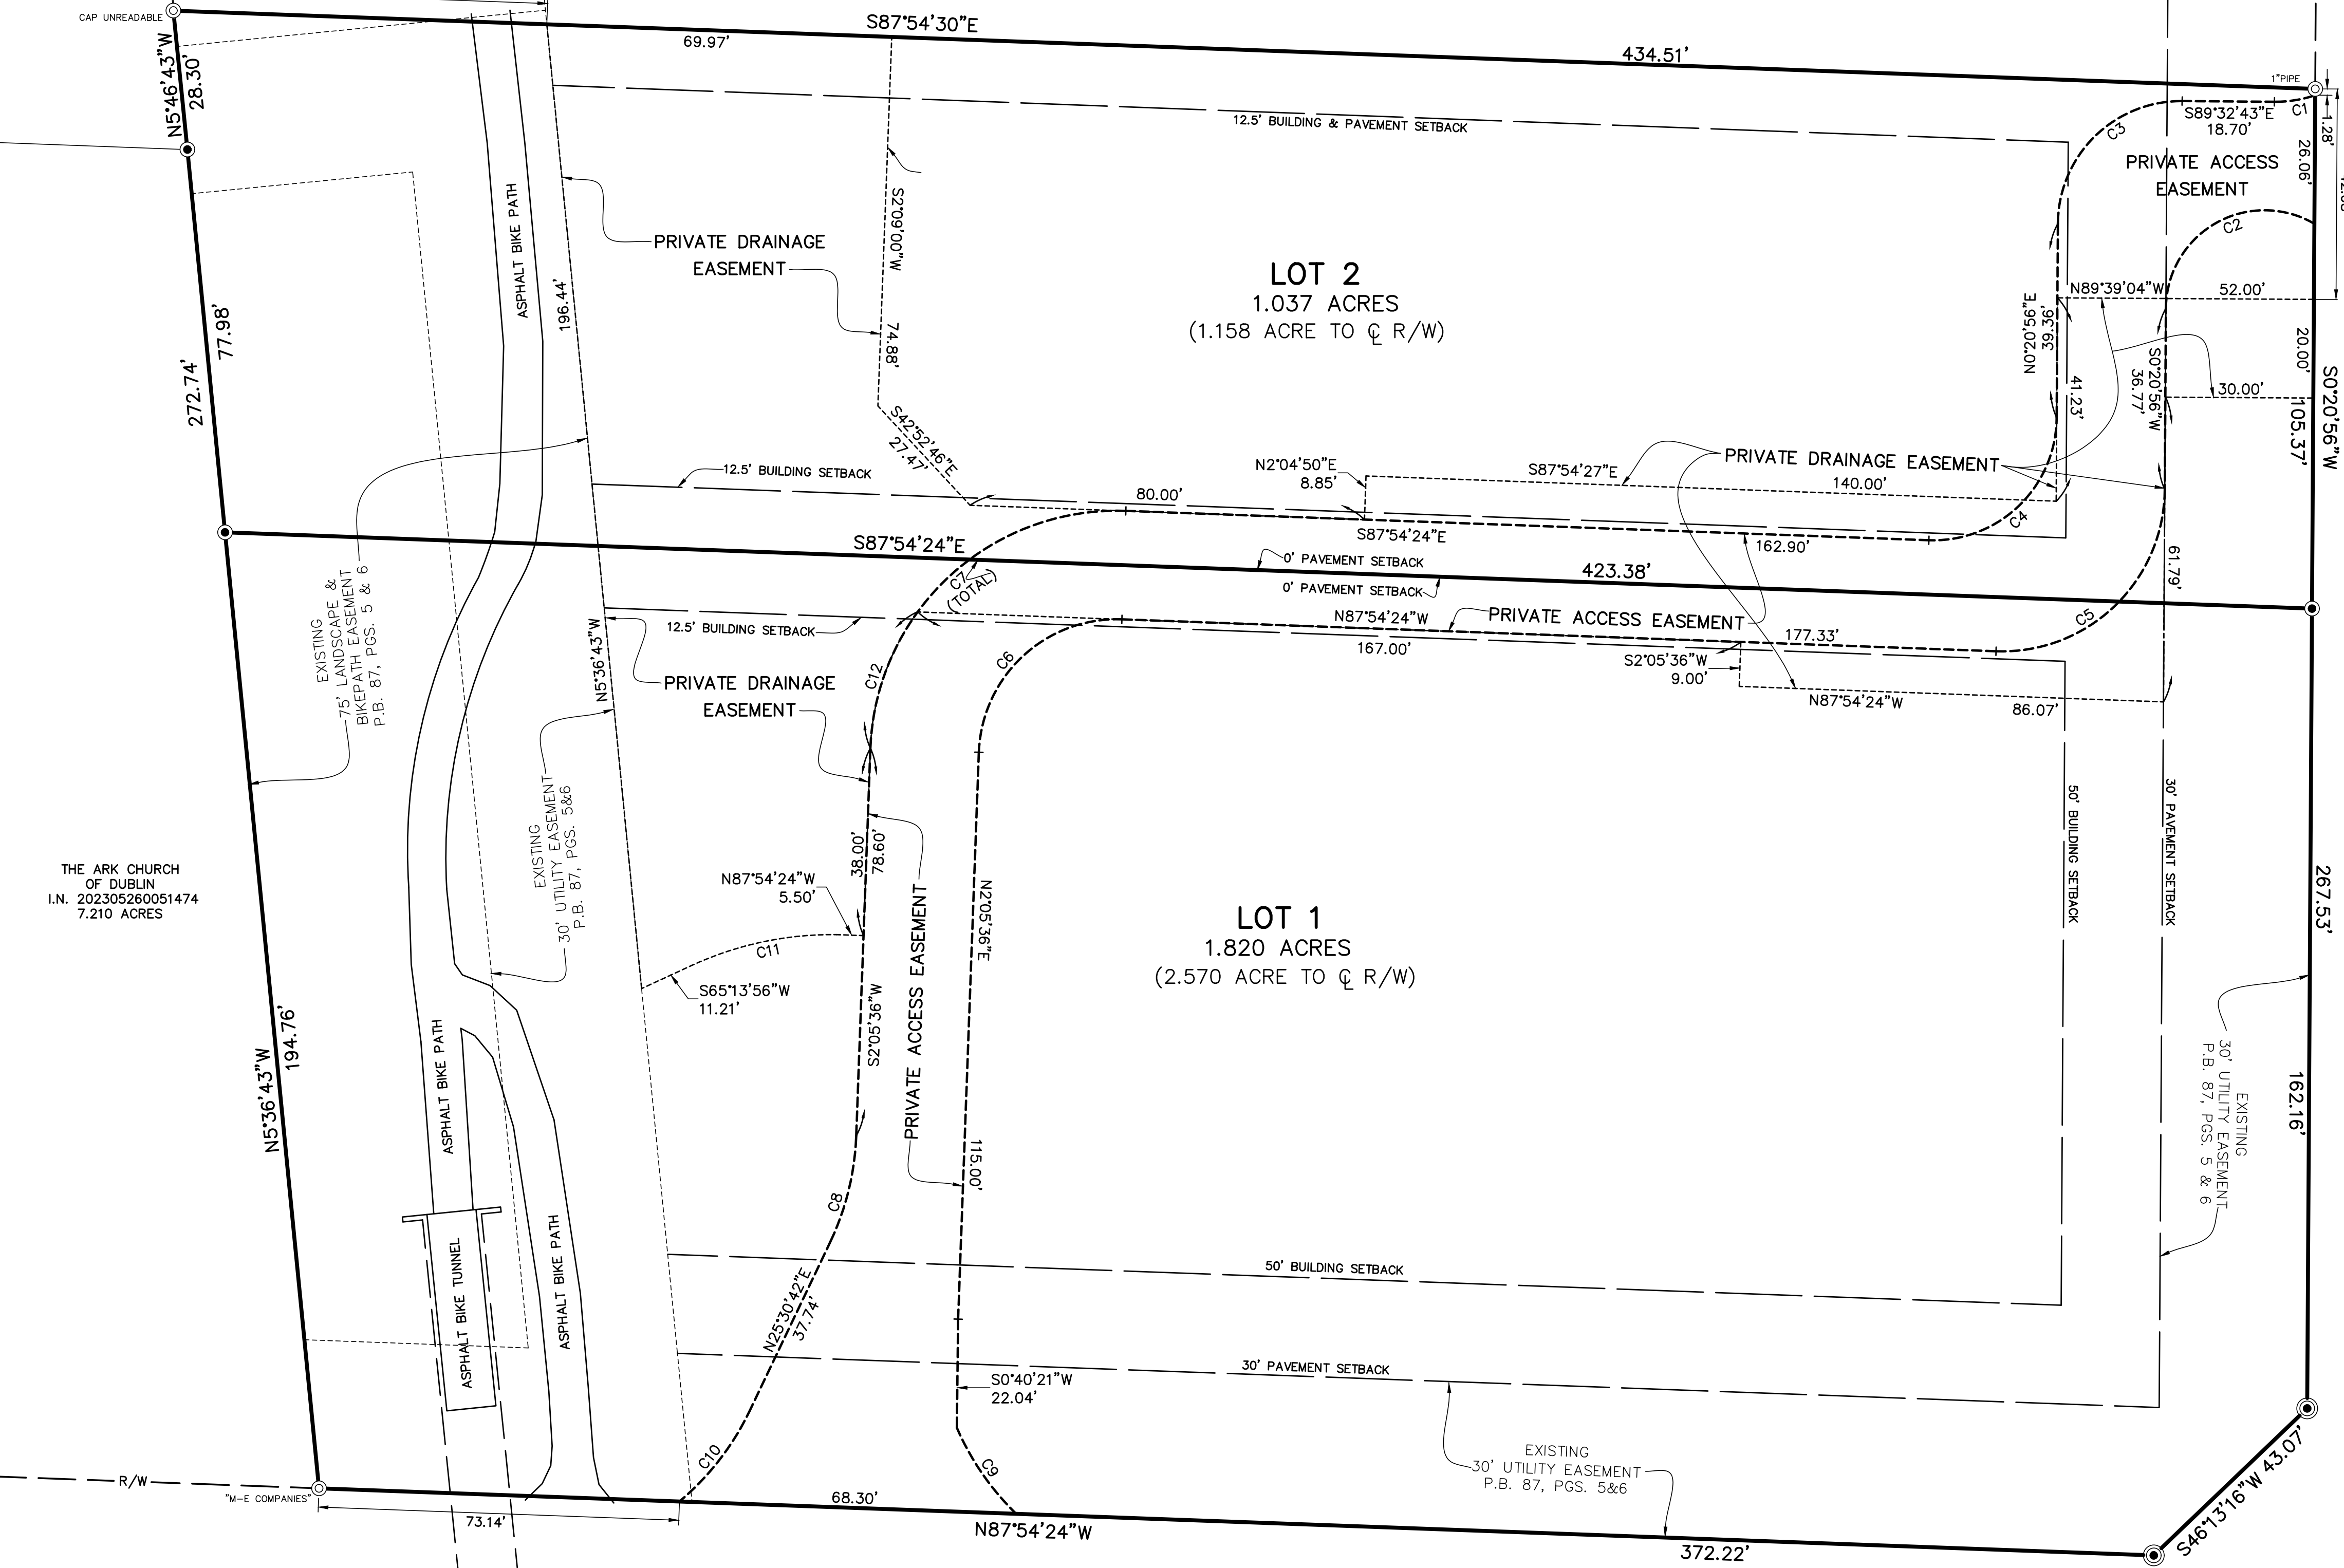 CAP UNREADABLE
N5°46'43"W
28.30'
S87°54'30"E
69.97'
434.51'
1"PIPE
S89°32'43"E
18.70'
C1
1.28'
C3
26.06'
PRIVATE ACCESS
EASEMENT
C2
12.5' BUILDING & PAVEMENT SETBACK
ASPHALT BIKE PATH
196.44'
PRIVATE DRAINAGE
EASEMENT
S2°09'00"W
74.88'
S42°52'46"E
27.47'
LOT 2
1.037 ACRES
(1.158 ACRE TO ℄ R/W)
N89°39'04"W
52.00'
N0°20'56"E
39.36'
41.23'
S0°20'56"W
36.77'
20.00'
30.00'
105.37'
S0°20'56"W
77.98'
272.74'
12.5' BUILDING SETBACK
80.00'
N2°04'50"E
8.85'
S87°54'27"E
140.00'
PRIVATE DRAINAGE EASEMENT
S87°54'24"E
162.90'
C4
S87°54'24"E
0' PAVEMENT SETBACK
0' PAVEMENT SETBACK
423.38'
C7
(TOTAL)
61.79'
C5
EXISTING
75' LANDSCAPE &
BIKEPATH EASEMENT
P.B. 87, PGS. 5 & 6
12.5' BUILDING SETBACK
N87°54'24"W
PRIVATE ACCESS EASEMENT
177.33'
167.00'
S2°05'36"W
9.00'
N87°54'24"W
86.07'
N5°36'43"W
PRIVATE DRAINAGE
EASEMENT
C12
C6
EXISTING
30' UTILITY EASEMENT
P.B. 87, PGS. 5&6
38.00'
78.60'
N87°54'24"W
5.50'
C11
S65°13'56"W
11.21'
S2°05'36"W
PRIVATE ACCESS EASEMENT
N2°05'36"E
115.00'
LOT 1
1.820 ACRES
(2.570 ACRE TO ℄ R/W)
50' BUILDING SETBACK
30' PAVEMENT SETBACK
267.53'
162.16'
EXISTING
30' UTILITY EASEMENT
P.B. 87, PGS. 5 & 6
THE ARK CHURCH
OF DUBLIN
I.N. 202305260051474
7.210 ACRES
N5°36'43"W
194.76'
ASPHALT BIKE PATH
ASPHALT BIKE TUNNEL
ASPHALT BIKE PATH
C8
N25°30'42"E
37.74'
50' BUILDING SETBACK
30' PAVEMENT SETBACK
S0°40'21"W
22.04'
C10
C9
EXISTING
30' UTILITY EASEMENT
P.B. 87, PGS. 5&6
R/W
"M-E COMPANIES"
73.14'
68.30'
N87°54'24"W
372.22'
S46°13'16"W 43.07'